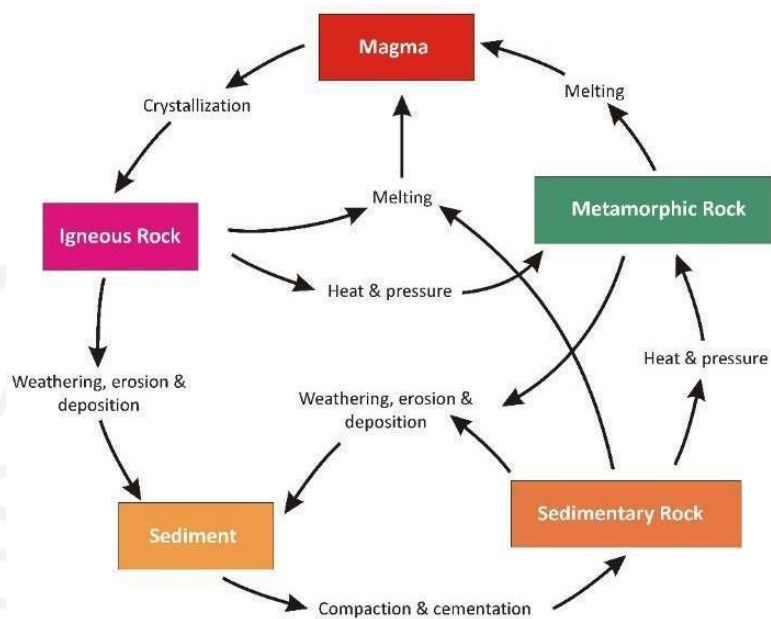 Magma
Crystallization
Melting
Melting
Igneous Rock
Metamorphic Rock
Heat & pressure
Heat & pressure
Weathering, erosion &
deposition
Weathering, erosion &
deposition
Sediment
Sedimentary Rock
Compaction & cementation